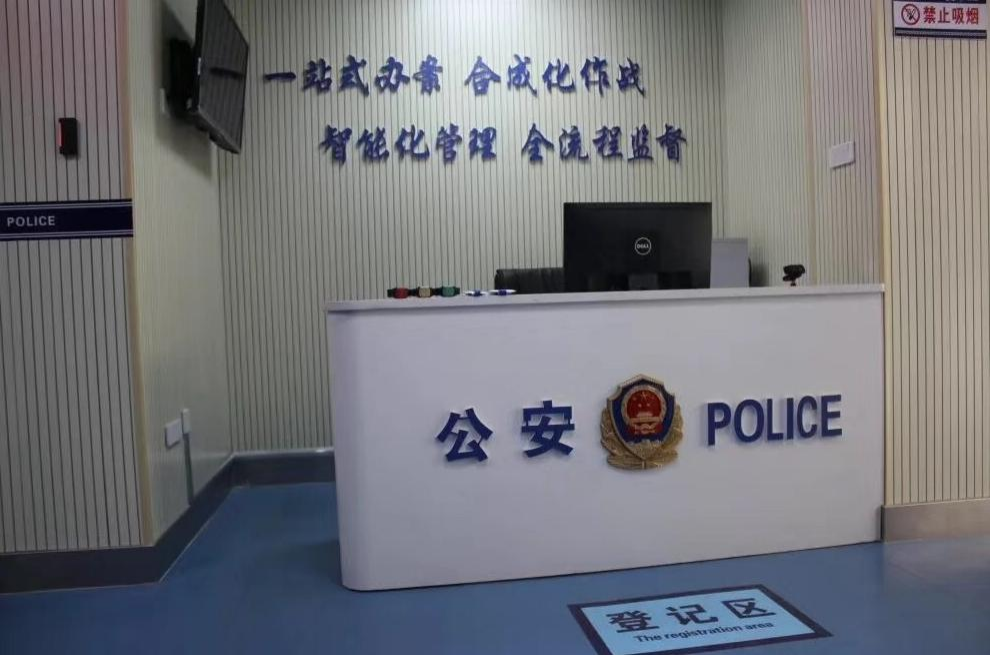 禁止吸烟
一站式办案 合成化作战
智能化管理 全流程监督
POLICE
DELL
公安 POLICE
登记区
The registration area